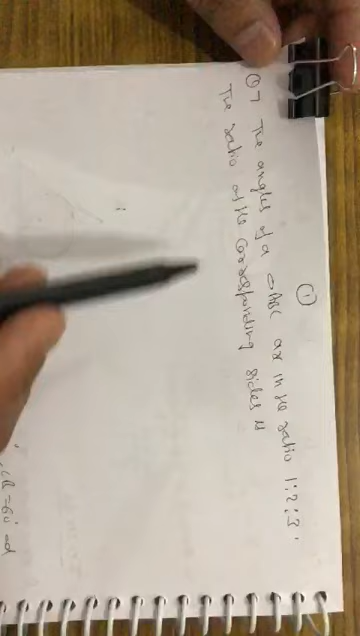 ①
Q7 The angles of a △ABC are in the ratio 1:2:3.
The ratio of the corresponding sides is